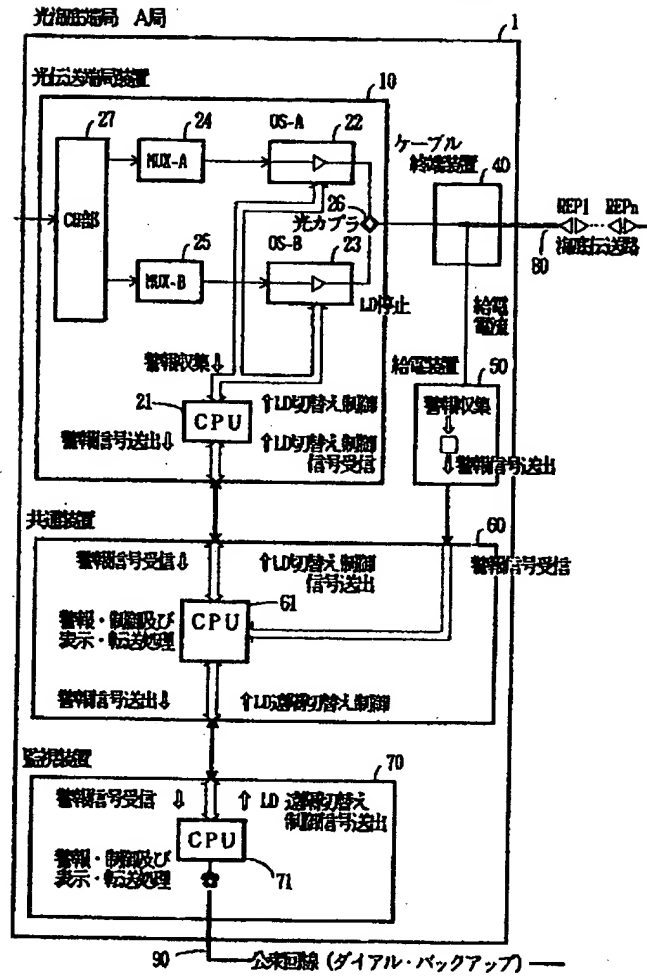 光海底端局 A局
1
光伝送端局装置
10
27
24
OS-A
22
MUX-A
ケーブル
終端装置
40
CH部
26
光カプラ
REP1
REPn
25
OS-B
23
80
海底伝送路
MUX-B
LD停止
給電
電流
警報収集⇩
給電装置
50
21
CPU
⇧LD切替え制御
警報収集
警報信号送出⇩
⇧LD切替え制御
信号受信
⇩警報信号送出
共通装置
60
警報信号受信⇩
⇧LD切替え制御
信号送出
警報信号受信
61
CPU
警報・制御及び
表示・転送処理
警報信号送出⇩
⇧LD遠隔切替え制御
監視装置
70
警報信号受信 ⇩
⇧ LD 遠隔切替え
制御信号送出
CPU
警報・制御及び
表示・転送処理
71
90
公衆回線(ダイアル・バックアップ)